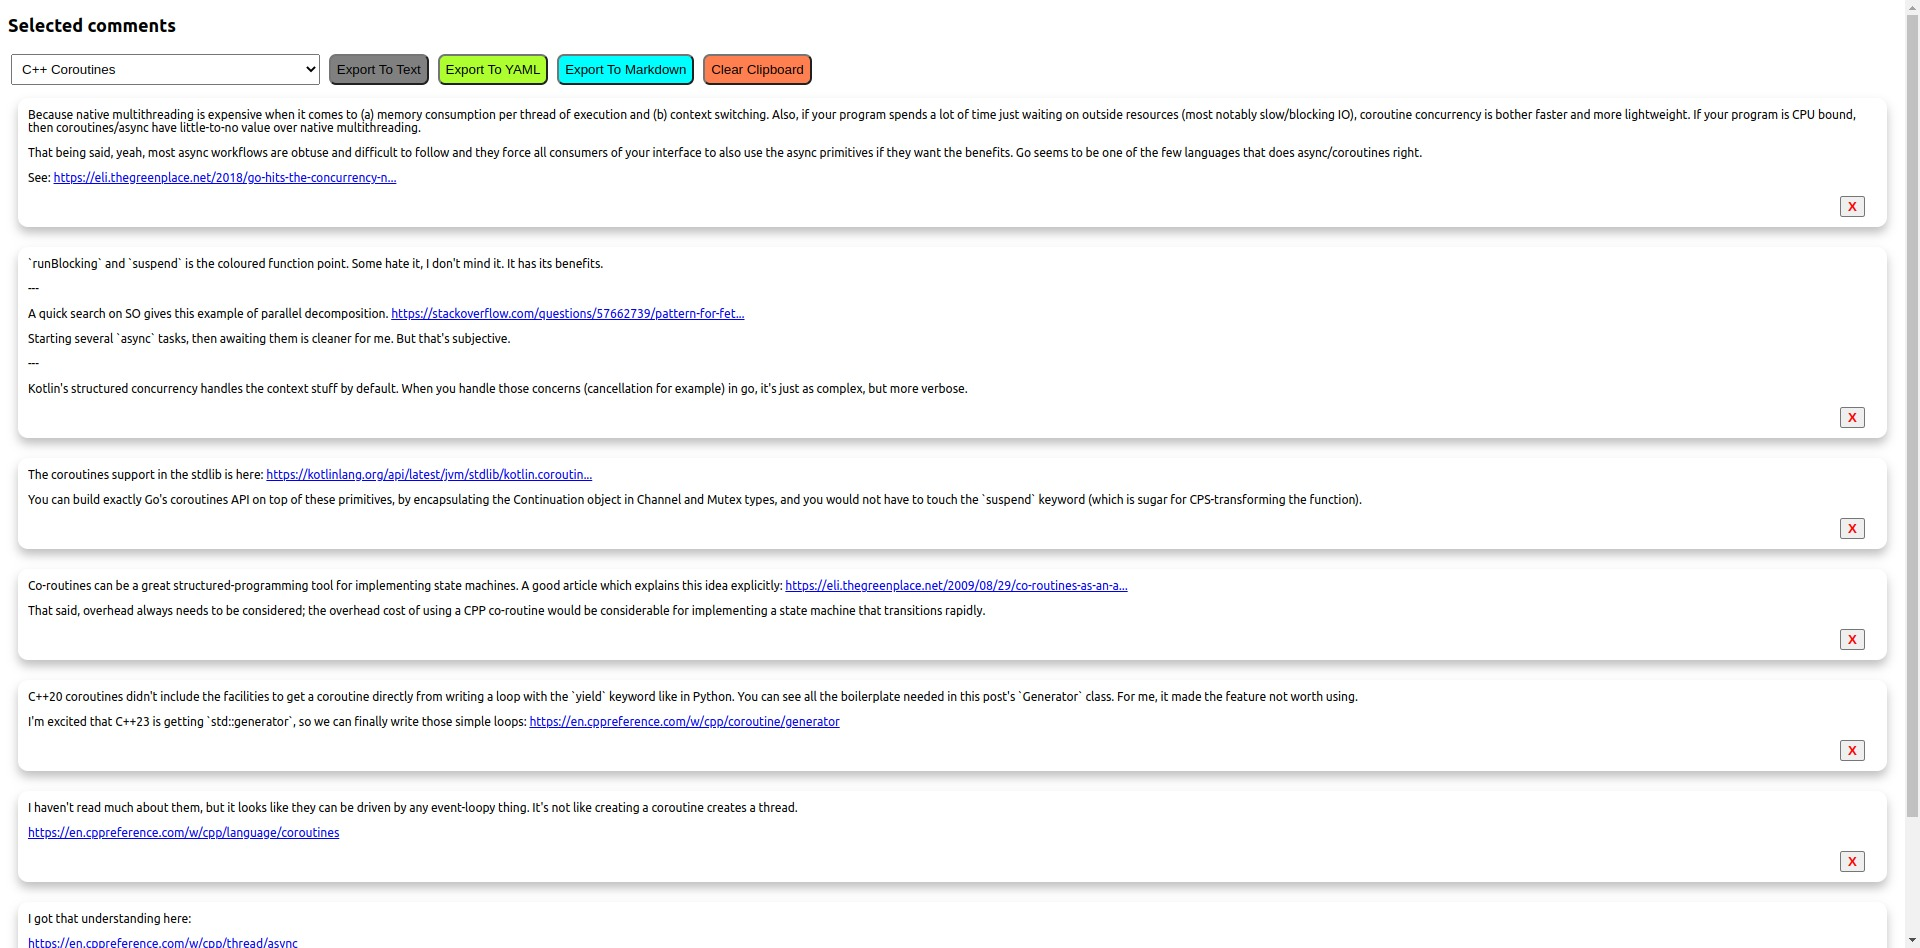 Selected comments
C++ Coroutines
Export To Text
Export To YAML
Export To Markdown
Clear Clipboard
Because native multithreading is expensive when it comes to (a) memory consumption per thread of execution and (b) context switching. Also, if your program spends a lot of time just waiting on outside resources (most notably slow/blocking IO), coroutine concurrency is bother faster and more lightweight. If your program is CPU bound,
then coroutines/async have little-to-no value over native multithreading.
That being said, yeah, most async workflows are obtuse and difficult to follow and they force all consumers of your interface to also use the async primitives if they want the benefits. Go seems to be one of the few languages that does async/coroutines right.
See: https://eli.thegreenplace.net/2018/go-hits-the-concurrency-n...
X
`runBlocking` and `suspend` is the coloured function point. Some hate it, I don't mind it. It has its benefits.
---
A quick search on SO gives this example of parallel decomposition. https://stackoverflow.com/questions/57662739/pattern-for-fet...
Starting several `async` tasks, then awaiting them is cleaner for me. But that's subjective.
---
Kotlin's structured concurrency handles the context stuff by default. When you handle those concerns (cancellation for example) in go, it's just as complex, but more verbose.
X
The coroutines support in the stdlib is here: https://kotlinlang.org/api/latest/jvm/stdlib/kotlin.coroutin...
You can build exactly Go's coroutines API on top of these primitives, by encapsulating the Continuation object in Channel and Mutex types, and you would not have to touch the `suspend` keyword (which is sugar for CPS-transforming the function).
X
Co-routines can be a great structured-programming tool for implementing state machines. A good article which explains this idea explicitly: https://eli.thegreenplace.net/2009/08/29/co-routines-as-an-a...
That said, overhead always needs to be considered; the overhead cost of using a CPP co-routine would be considerable for implementing a state machine that transitions rapidly.
X
C++20 coroutines didn't include the facilities to get a coroutine directly from writing a loop with the `yield` keyword like in Python. You can see all the boilerplate needed in this post's `Generator` class. For me, it made the feature not worth using.
I'm excited that C++23 is getting `std::generator`, so we can finally write those simple loops: https://en.cppreference.com/w/cpp/coroutine/generator
X
I haven't read much about them, but it looks like they can be driven by any event-loopy thing. It's not like creating a coroutine creates a thread.
https://en.cppreference.com/w/cpp/language/coroutines
X
I got that understanding here:
https://en.cppreference.com/w/cpp/thread/async